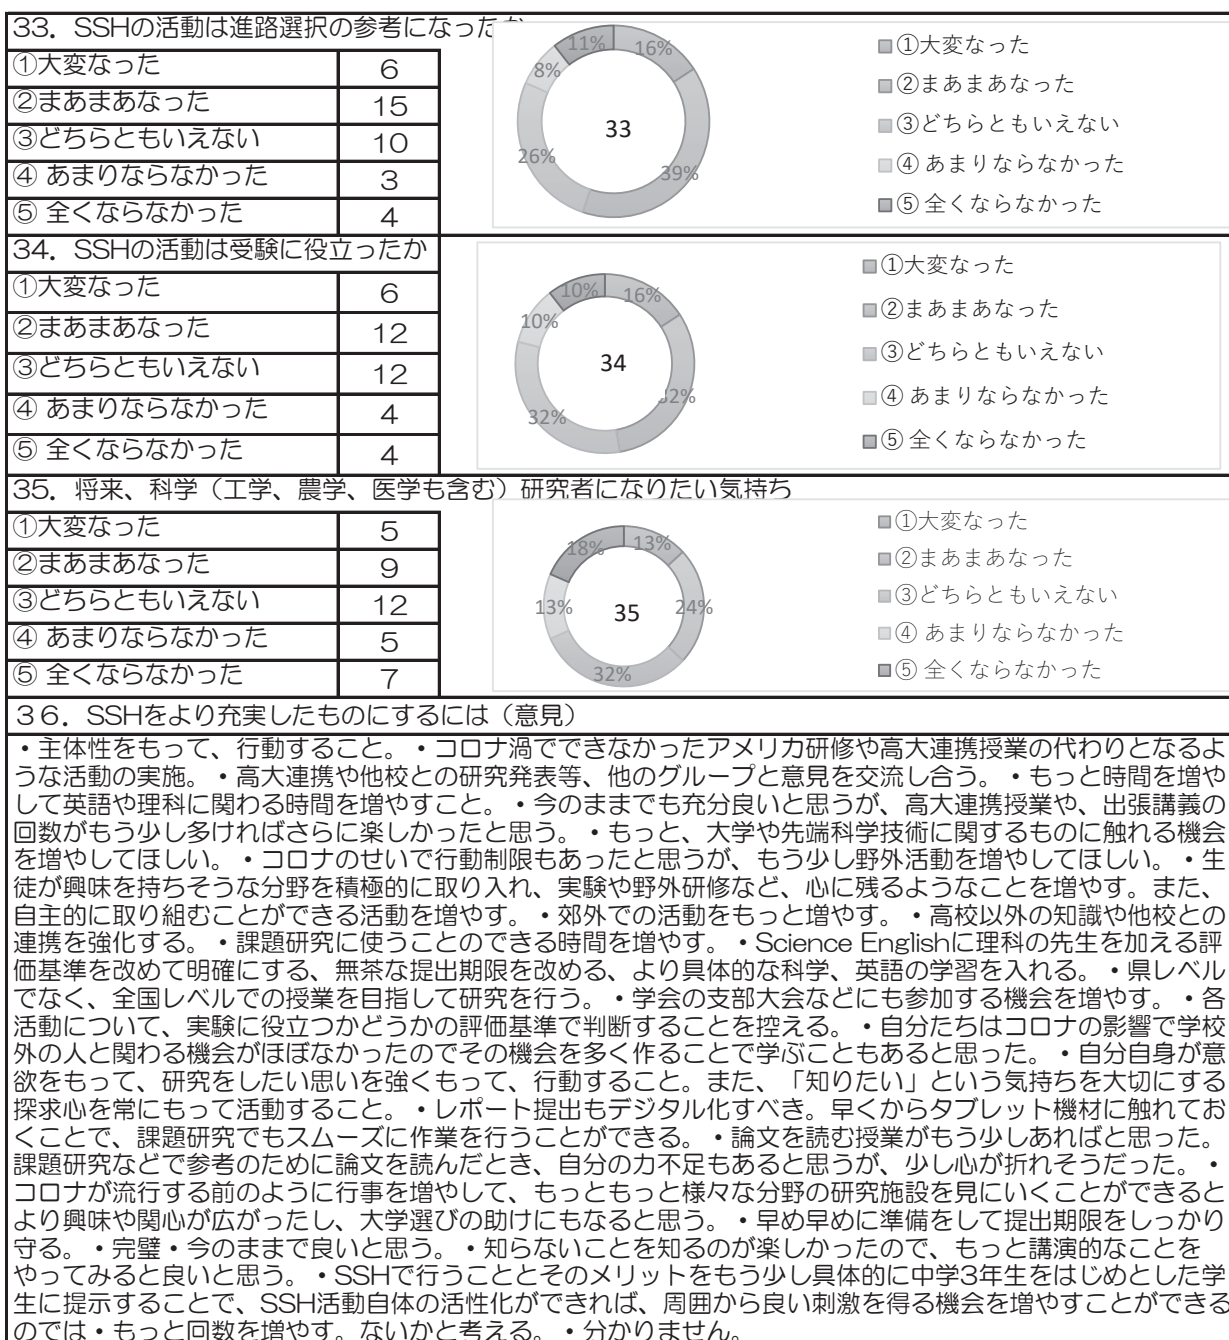 33．SSHの活動は進路選択の参考になったか
①大変なった 6
②まあまあなった 15
③どちらともいえない 10
④ あまりならなかった 3
⑤ 全くならなかった 4
11%
16%
8%
33
26%
39%
①大変なった
②まあまあなった
③どちらともいえない
④ あまりならなかった
⑤ 全くならなかった
34．SSHの活動は受験に役立ったか
①大変なった 6
②まあまあなった 12
③どちらともいえない 12
④ あまりならなかった 4
⑤ 全くならなかった 4
10%
16%
10%
34
32%
32%
①大変なった
②まあまあなった
③どちらともいえない
④ あまりならなかった
⑤ 全くならなかった
35．将来、科学（工学、農学、医学も含む）研究者になりたい気持ち
①大変なった 5
②まあまあなった 9
③どちらともいえない 12
④ あまりならなかった 5
⑤ 全くならなかった 7
18%
13%
13%
35
24%
32%
①大変なった
②まあまあなった
③どちらともいえない
④ あまりならなかった
⑤ 全くならなかった
３６．SSHをより充実したものにするには（意見）
・主体性をもって、行動すること。・コロナ渦でできなかったアメリカ研修や高大連携授業の代わりとなるよ
うな活動の実施。・高大連携や他校との研究発表等、他のグループと意見を交流し合う。・もっと時間を増や
して英語や理科に関わる時間を増やすこと。・今のままでも充分良いと思うが、高大連携授業や、出張講義の
回数がもう少し多ければさらに楽しかったと思う。・もっと、大学や先端科学技術に関するものに触れる機会
を増やしてほしい。・コロナのせいで行動制限もあったと思うが、もう少し野外活動を増やしてほしい。・生
徒が興味を持ちそうな分野を積極的に取り入れ、実験や野外研修など、心に残るようなことを増やす。また、
自主的に取り組むことができる活動を増やす。・郊外での活動をもっと増やす。・高校以外の知識や他校との
連携を強化する。・課題研究に使うことのできる時間を増やす。・Science Englishに理科の先生を加える評
価基準を改めて明確にする、無茶な提出期限を改める、より具体的な科学、英語の学習を入れる。・県レベル
でなく、全国レベルでの授業を目指して研究を行う。・学会の支部大会などにも参加する機会を増やす。・各
活動について、実験に役立つかどうかの評価基準で判断することを控える。・自分たちはコロナの影響で学校
外の人と関わる機会がほぼなかったのでその機会を多く作ることで学ぶこともあると思った。・自分自身が意
欲をもって、研究をしたい思いを強くもって、行動すること。また、「知りたい」という気持ちを大切にする
探求心を常にもって活動すること。・レポート提出もデジタル化すべき。早くからタブレット機材に触れてお
くことで、課題研究でもスムーズに作業を行うことができる。・論文を読む授業がもう少しあればと思った。
課題研究などで参考のために論文を読んだとき、自分の力不足もあると思うが、少し心が折れそうだった。・
コロナが流行する前のように行事を増やして、もっともっと様々な分野の研究施設を見にいくことができると
より興味や関心が広がったし、大学選びの助けにもなると思う。・早め早めに準備をして提出期限をしっかり
守る。・完璧・今のままで良いと思う。・知らないことを知るのが楽しかったので、もっと講演的なことを
やってみると良いと思う。・SSHで行うこととそのメリットをもう少し具体的に中学3年生をはじめとした学
生に提示することで、SSH活動自体の活性化ができれば、周囲から良い刺激を得る機会を増やすことができる
のでは・もっと回数を増やす。ないかと考える。・分かりません。